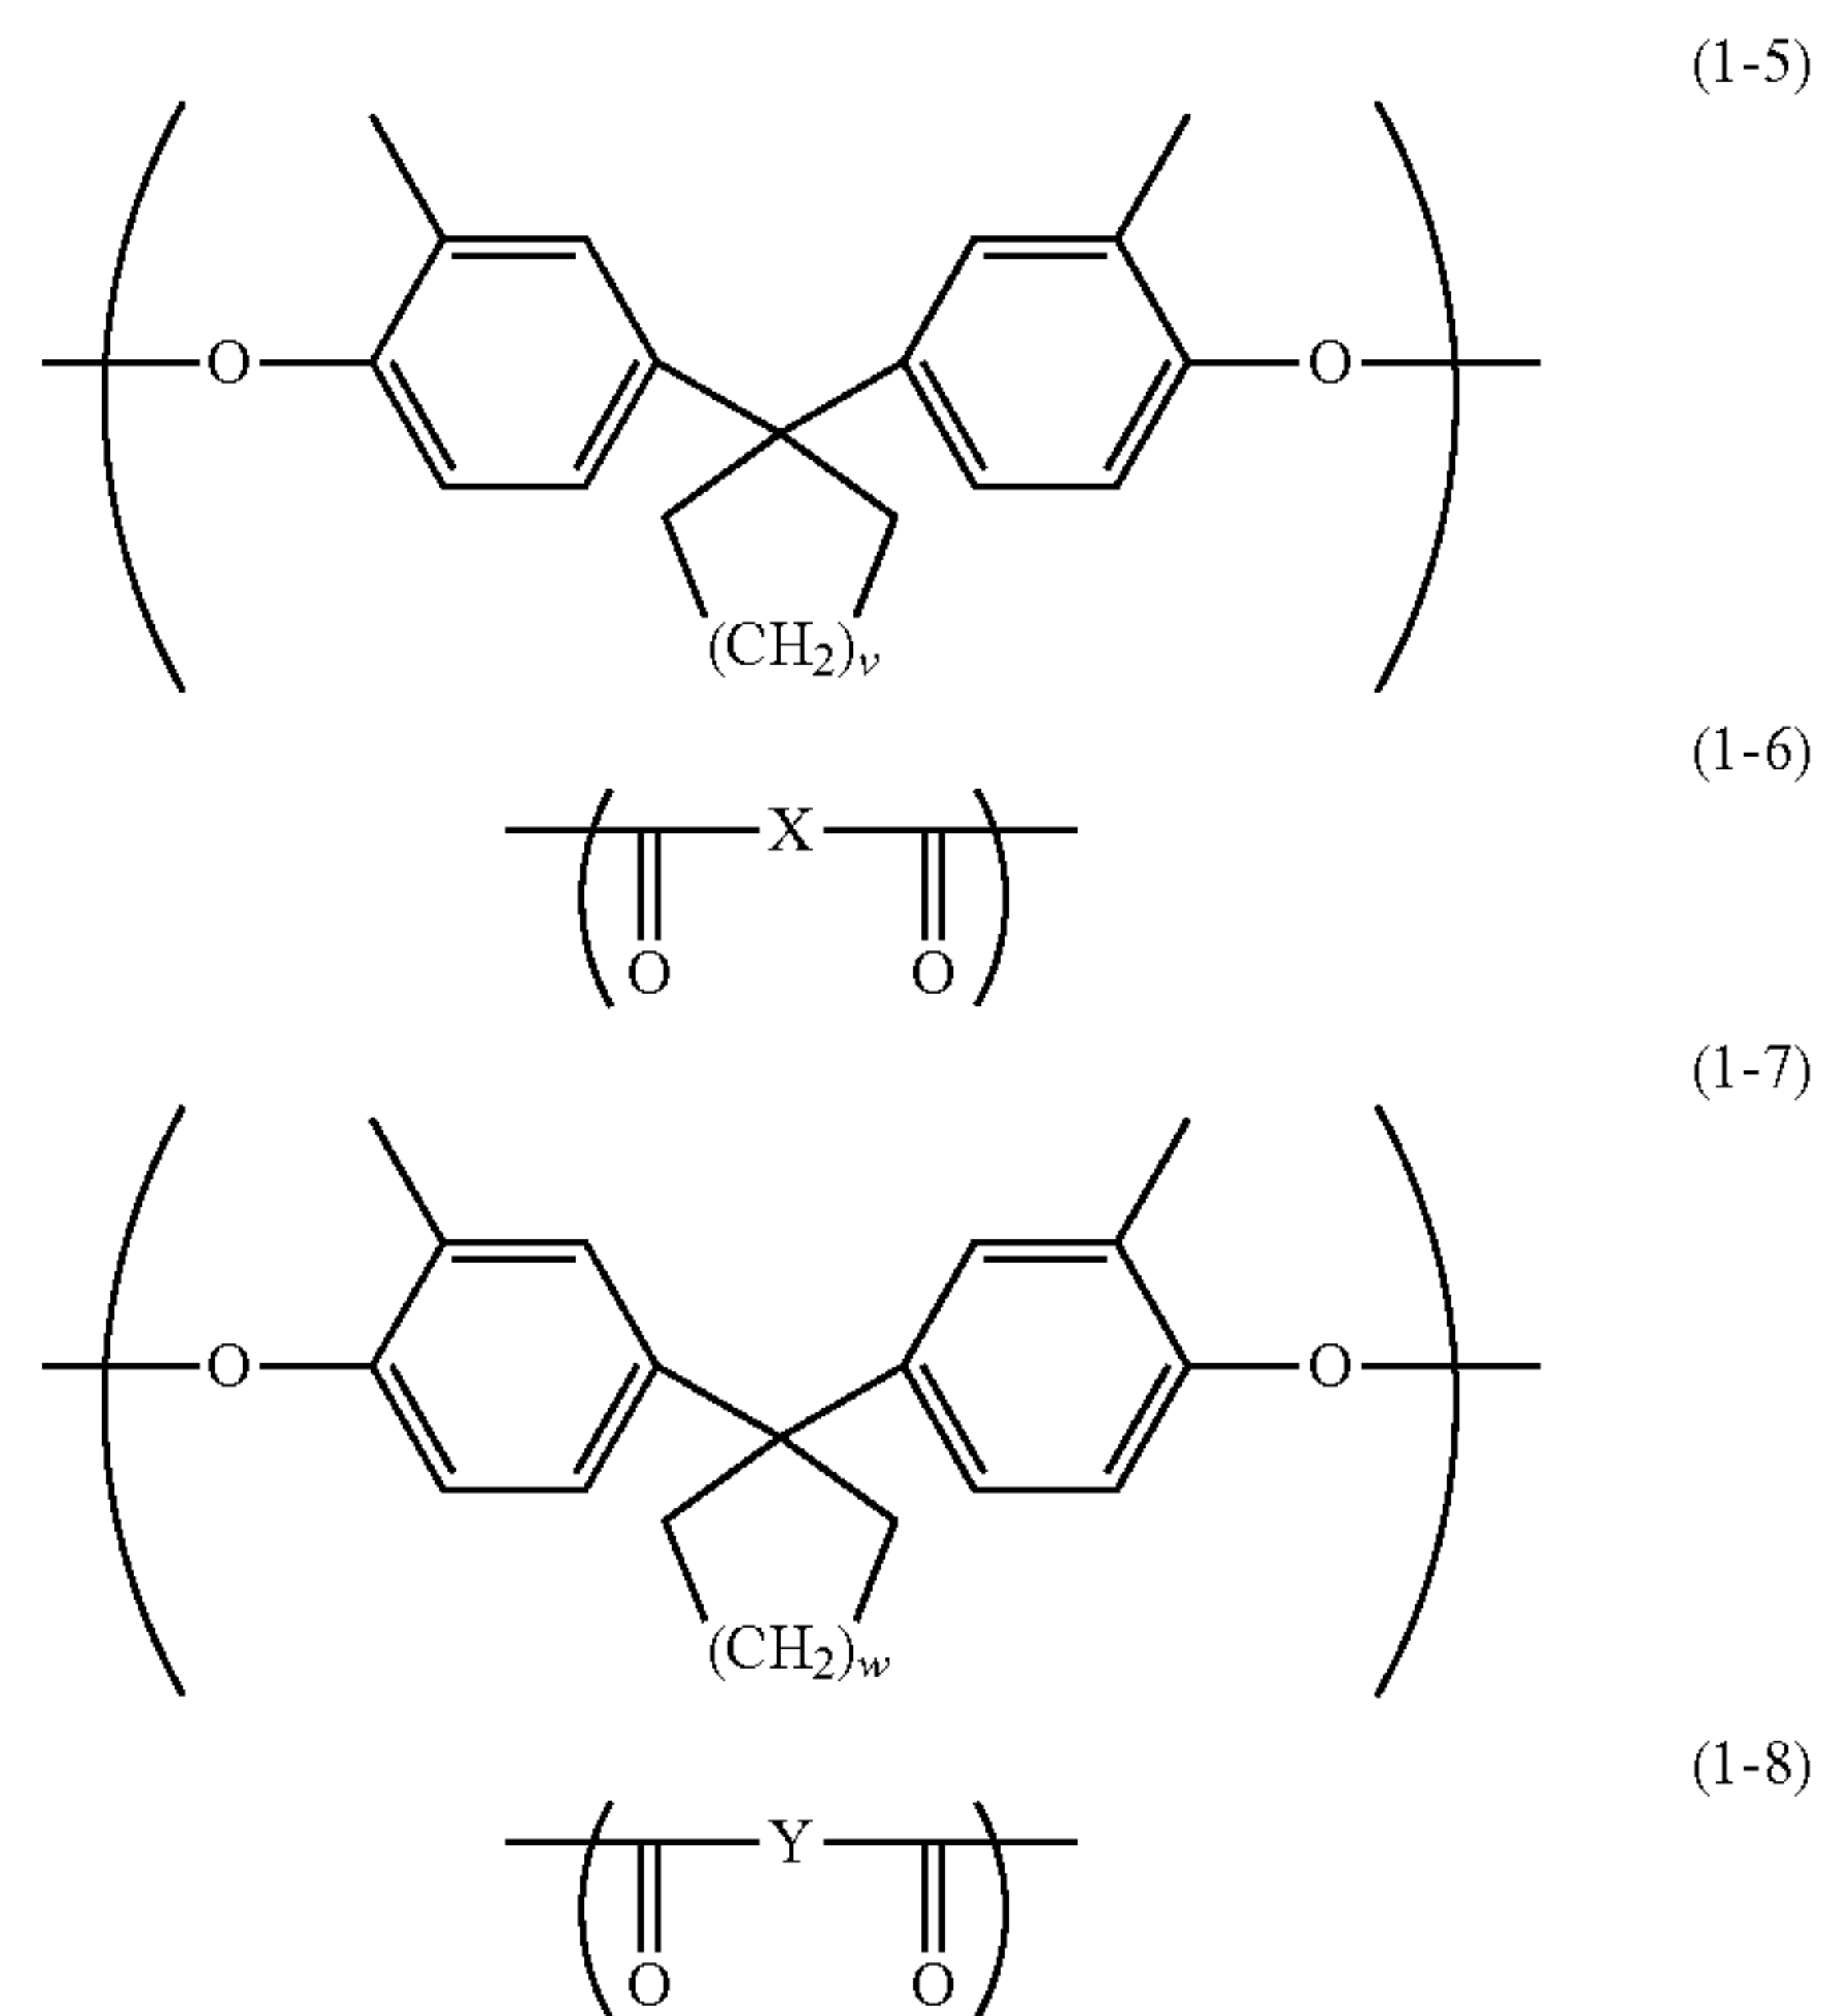 (1-5)
O O
(CH2)v
(1-6)
X
O O
(1-7)
O O
(CH2)w
(1-8)
Y
O O